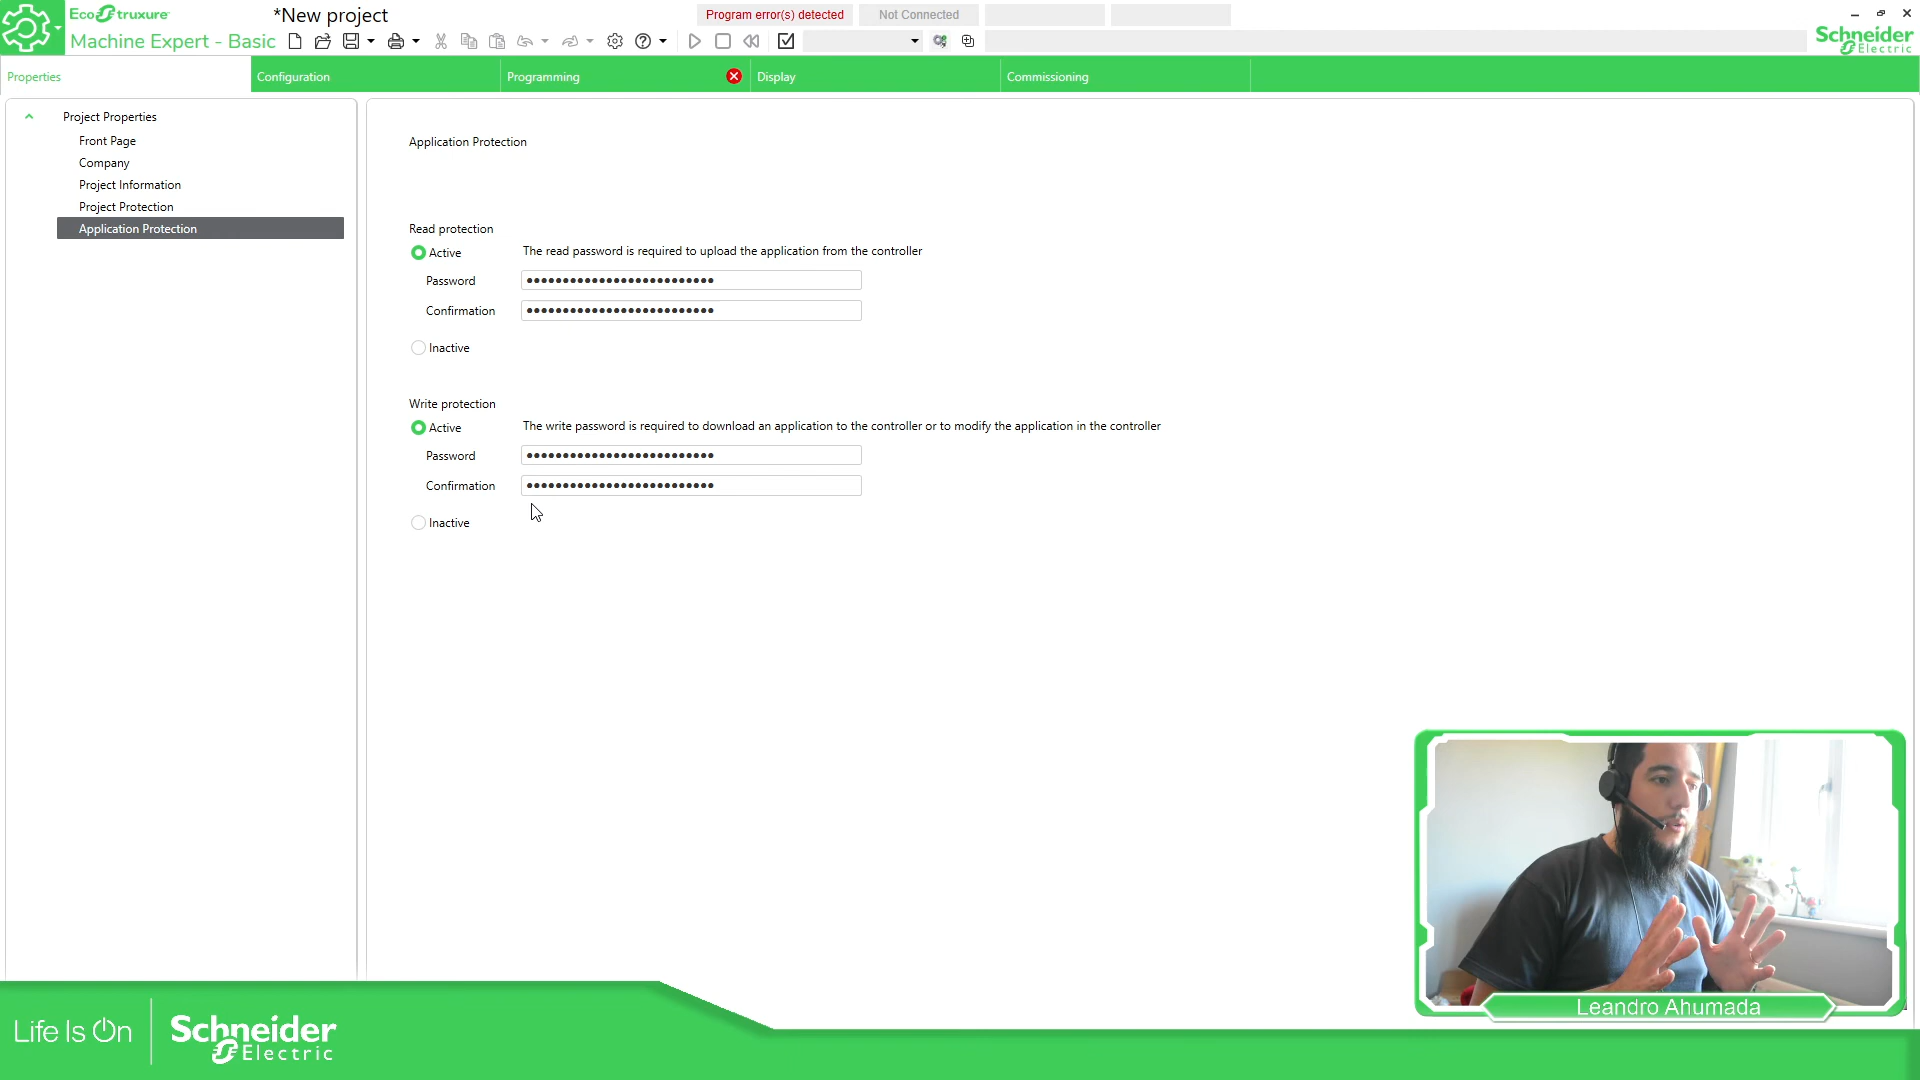 EcoStruxure
Machine Expert - Basic
*New project
Program error(s) detected
Not Connected
Schneider
Electric
Properties
Configuration
Programming
Display
Commissioning
Project Properties
Front Page
Company
Project Information
Project Protection
Application Protection
Application Protection
Read protection
Active
The read password is required to upload the application from the controller
Password
Confirmation
Inactive
Write protection
Active
The write password is required to download an application to the controller or to modify the application in the controller
Password
Confirmation
Inactive
Leandro Ahumada
Life Is On
Schneider
Electric